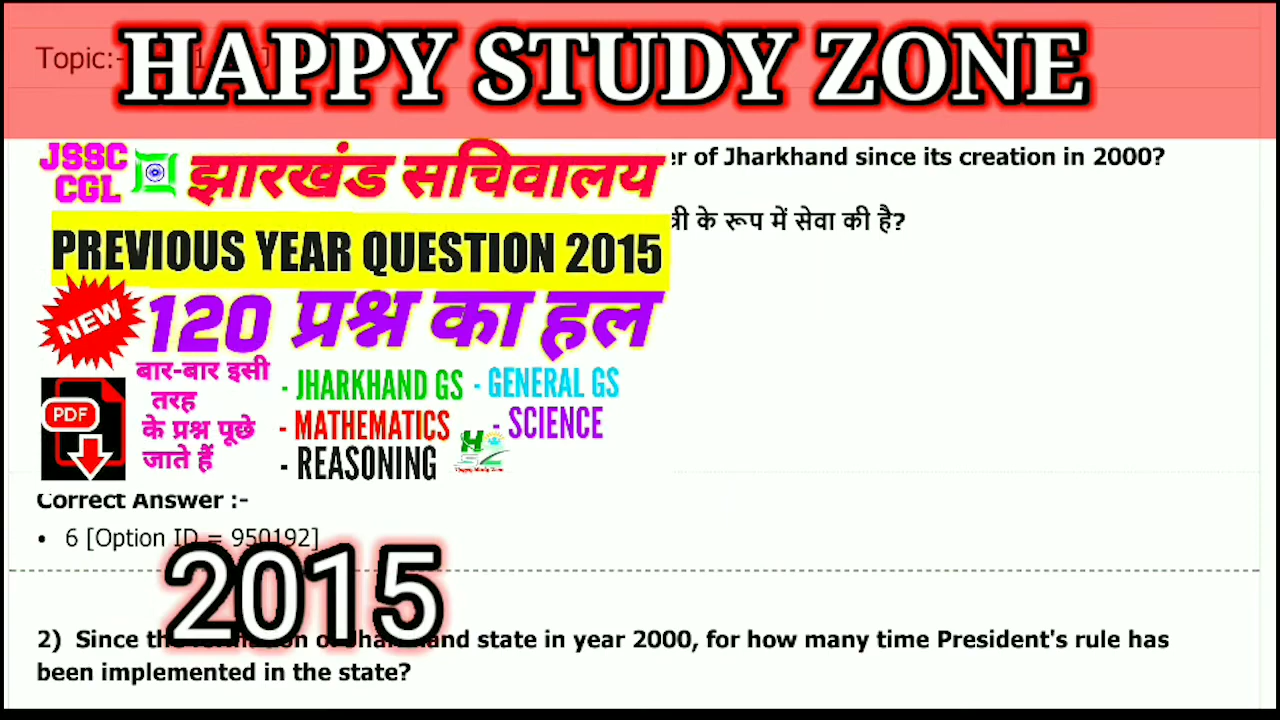 HAPPY STUDY ZONE
Topic:-
JSSC CGL
झारखंड सचिवालय
of Jharkhand since its creation in 2000?
के रूप में सेवा की है?
PREVIOUS YEAR QUESTION 2015
NEW
120 प्रश्न का हल
बार-बार इसी
तरह
के प्रश्न पूछे
जाते हैं
PDF
- JHARKHAND GS - GENERAL GS
- MATHEMATICS - SCIENCE
- REASONING
Correct Answer :-
• 6 [Option ID = 950192]
2015
2) Since the formation of Jharkhand state in year 2000, for how many time President's rule has
been implemented in the state?